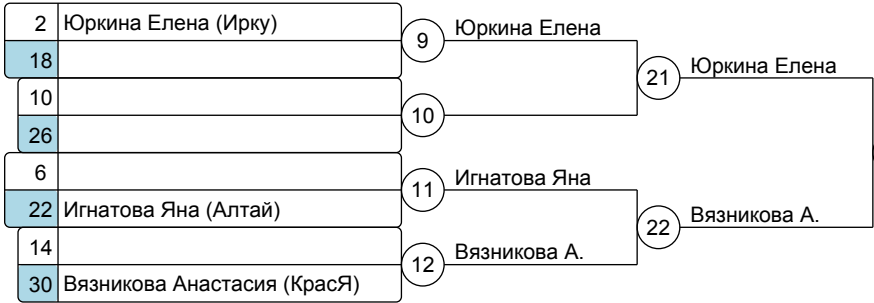 2 Юркина Елена (Ирку)
9 Юркина Елена
18
21 Юркина Елена
10
10
26
6
11 Игнатова Яна
22 Игнатова Яна (Алтай)
22 Вязникова А.
14
12 Вязникова А.
30 Вязникова Анастасия (КрасЯ)